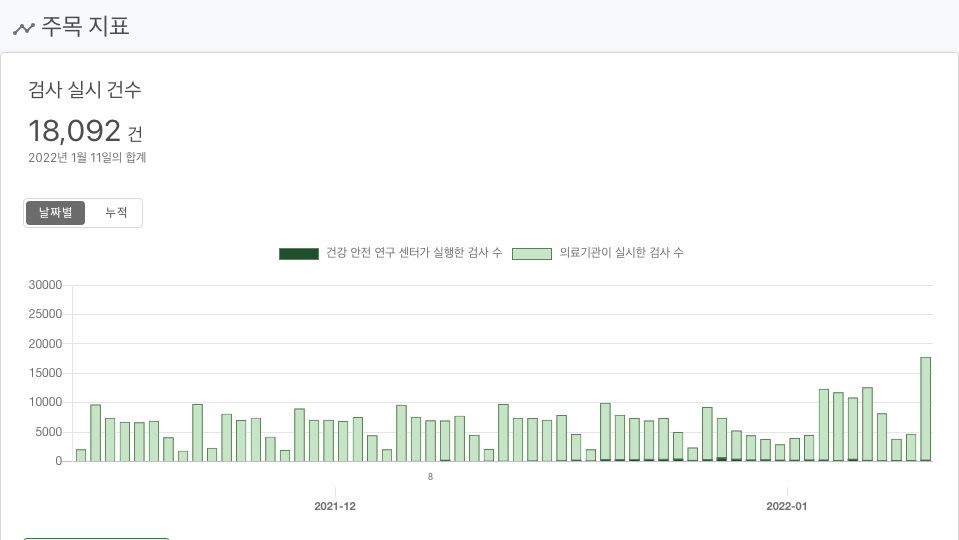 주목 지표
검사 실시 건수
18,092 건
2022년 1월 11일의 합계
날짜별 누적
건강 안전 연구 센터가 실행한 검사 수 의료기관이 실시한 검사 수
30000
25000
20000
15000
10000
5000
0
8
2021-12 2022-01